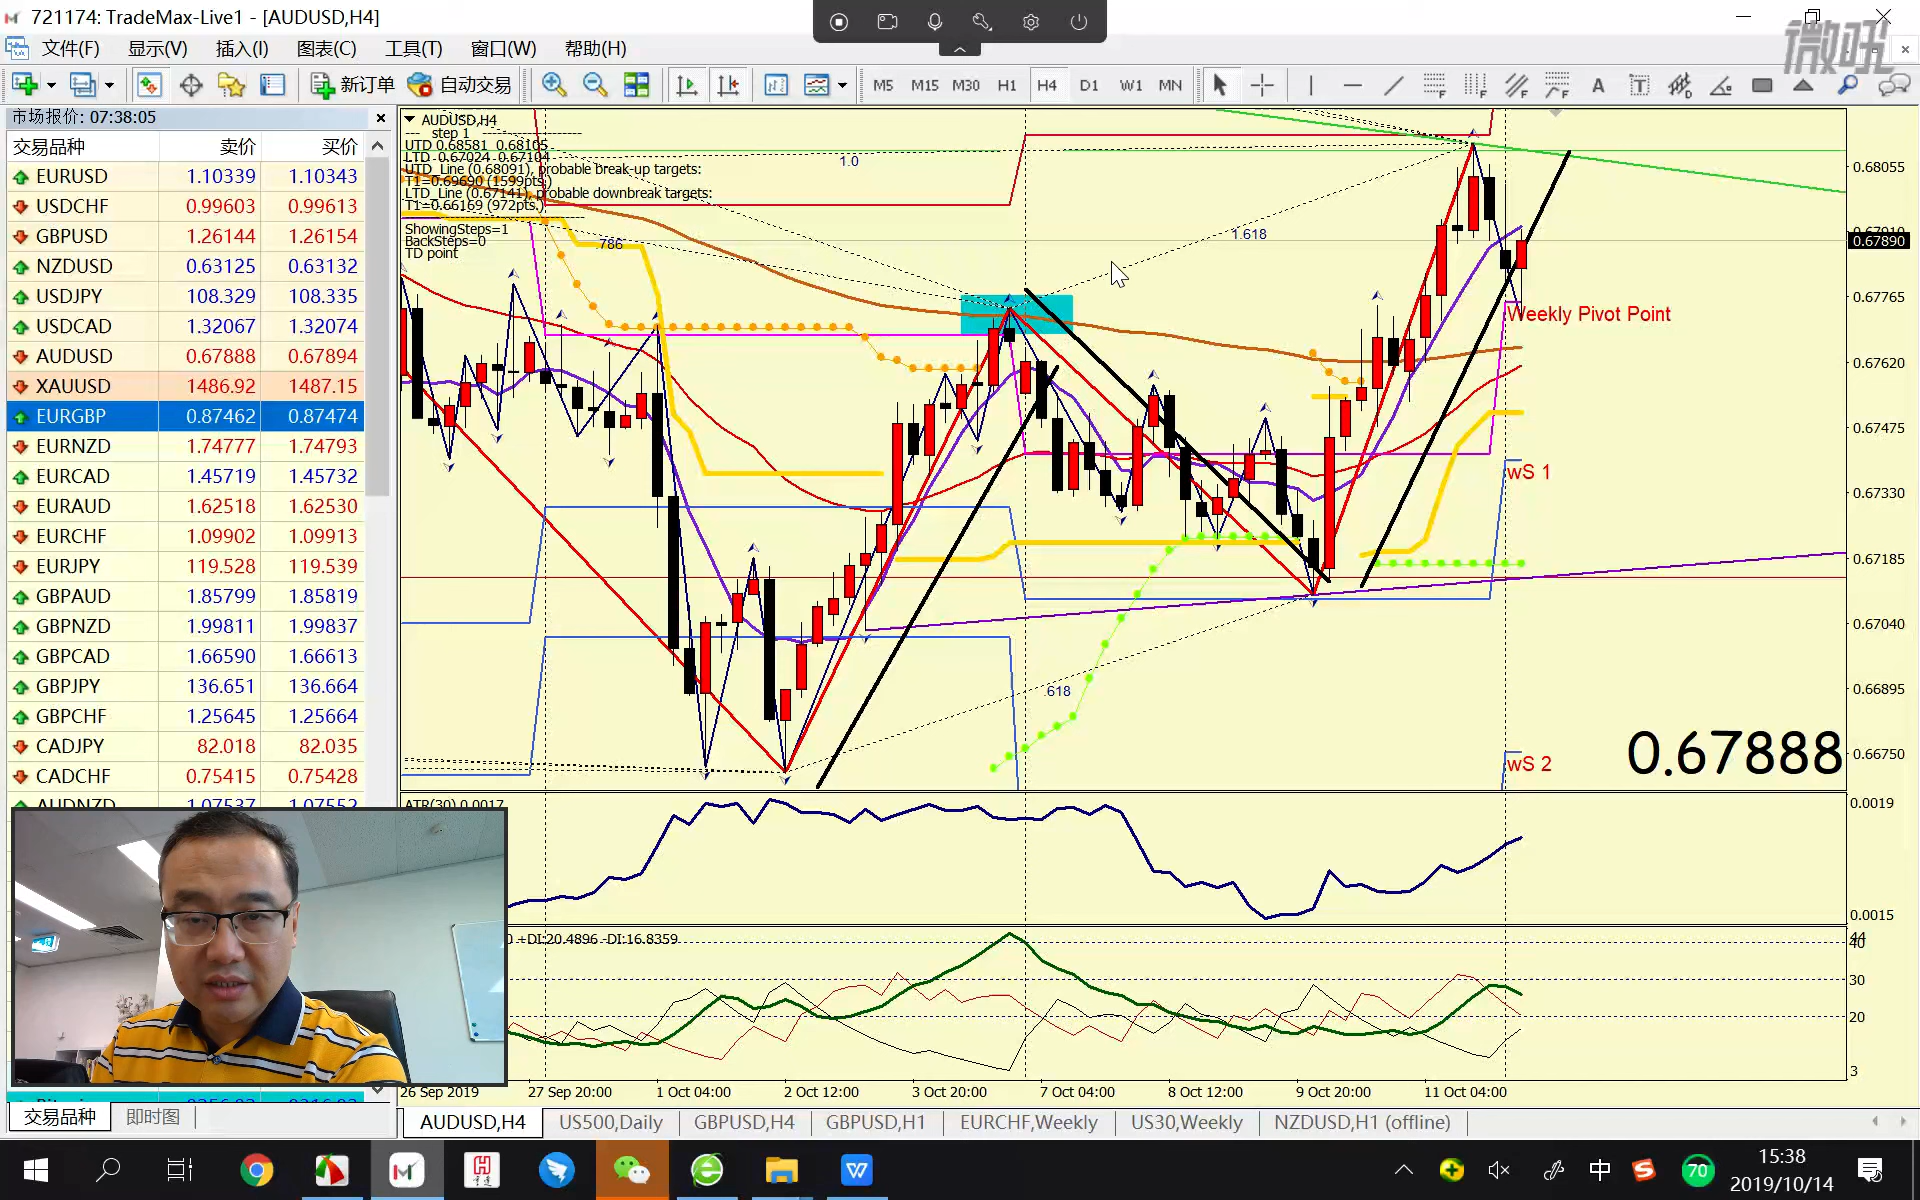 721174: TradeMax-Live1 - [AUDUSD,H4]
微吼
文件(F) 显示(V) 插入(I) 图表(C) 工具(T) 窗口(W) 帮助(H)
新订单 自动交易 M5 M15 M30 H1 H4 D1 W1 MN
市场报价: 07:38:05
交易品种 卖价 买价
EURUSD 1.10339 1.10343
USDCHF 0.99603 0.99613
GBPUSD 1.26144 1.26154
NZDUSD 0.63125 0.63132
USDJPY 108.329 108.335
USDCAD 1.32067 1.32074
AUDUSD 0.67888 0.67894
XAUUSD 1486.92 1487.15
EURGBP 0.87462 0.87474
EURNZD 1.74777 1.74793
EURCAD 1.45719 1.45732
EURAUD 1.62518 1.62530
EURCHF 1.09902 1.09913
EURJPY 119.528 119.539
GBPAUD 1.85799 1.85819
GBPNZD 1.99811 1.99837
GBPCAD 1.66590 1.66613
GBPJPY 136.651 136.664
GBPCHF 1.25645 1.25664
CADJPY 82.018 82.035
CADCHF 0.75415 0.75428
AUDNZD 1.07537 1.07552
交易品种 即时图
AUDUSD,H4
--- step 1 --------------------
UTD 0.68581 0.68105
LTD 0.67024 0.67104
UTD_Line (0.68091), probable break-up targets:
T1=0.69690 (1599pts.)
LTD_Line (0.67141), probable downbreak targets:
T1=0.66169 (972pts.)
ShowingSteps=1
BackSteps=0
TD point
1.0
.786
1.618
.618
Weekly Pivot Point
wS 1
wS 2
0.67888
0.68055
0.67910
0.67890
0.67765
0.67620
0.67475
0.67330
0.67185
0.67040
0.66895
0.66750
ATR(30) 0.0017
0.0019
0.0015
+DI:20.4896 -DI:16.8359
44
40
30
20
3
26 Sep 2019 27 Sep 20:00 1 Oct 04:00 2 Oct 12:00 3 Oct 20:00 7 Oct 04:00 8 Oct 12:00 9 Oct 20:00 11 Oct 04:00
AUDUSD,H4 US500,Daily GBPUSD,H4 GBPUSD,H1 EURCHF,Weekly US30,Weekly NZDUSD,H1 (offline)
中
70
15:38
2019/10/14